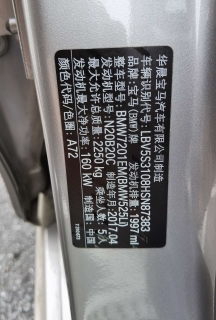 华晨宝马汽车有限公司制造
车辆识别代号: LBV5S3108HSN87383
品牌: 宝马(BMW)牌 发动机排量: 1997 ml
整车型号: BMW7201EM(BMW525Li)
发动机型号: N20B20C 制造年月2017.04
最大允许总质量: 2250 kg 乘坐人数: 5人
发动机最大净功率: 160 kW 制造国: 中国
颜色代码/色漆: A72